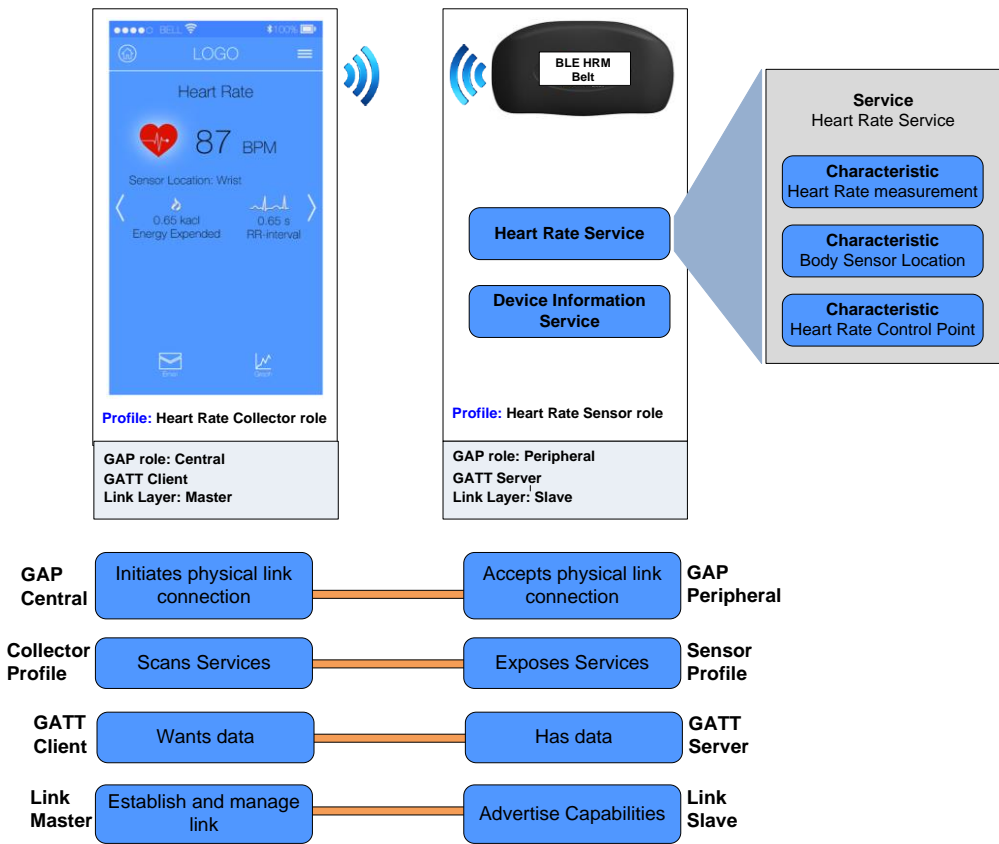 BELL
100%
LOGO
Heart Rate
87 BPM
Sensor Location: Wrist
0.65 kacl
Energy Expended
0.65 s
RR-interval
Email
Graph
Profile: Heart Rate Collector role
GAP role: Central
GATT Client
Link Layer: Master
BLE HRM
Belt
Heart Rate Service
Device Information
Service
Profile: Heart Rate Sensor role
GAP role: Peripheral
GATT Server
Link Layer: Slave
Service
Heart Rate Service
Characteristic
Heart Rate measurement
Characteristic
Body Sensor Location
Characteristic
Heart Rate Control Point
GAP
Central
Initiates physical link
connection
Accepts physical link
connection
GAP
Peripheral
Collector
Profile
Scans Services
Exposes Services
Sensor
Profile
GATT
Client
Wants data
Has data
GATT
Server
Link
Master
Establish and manage
link
Advertise Capabilities
Link
Slave